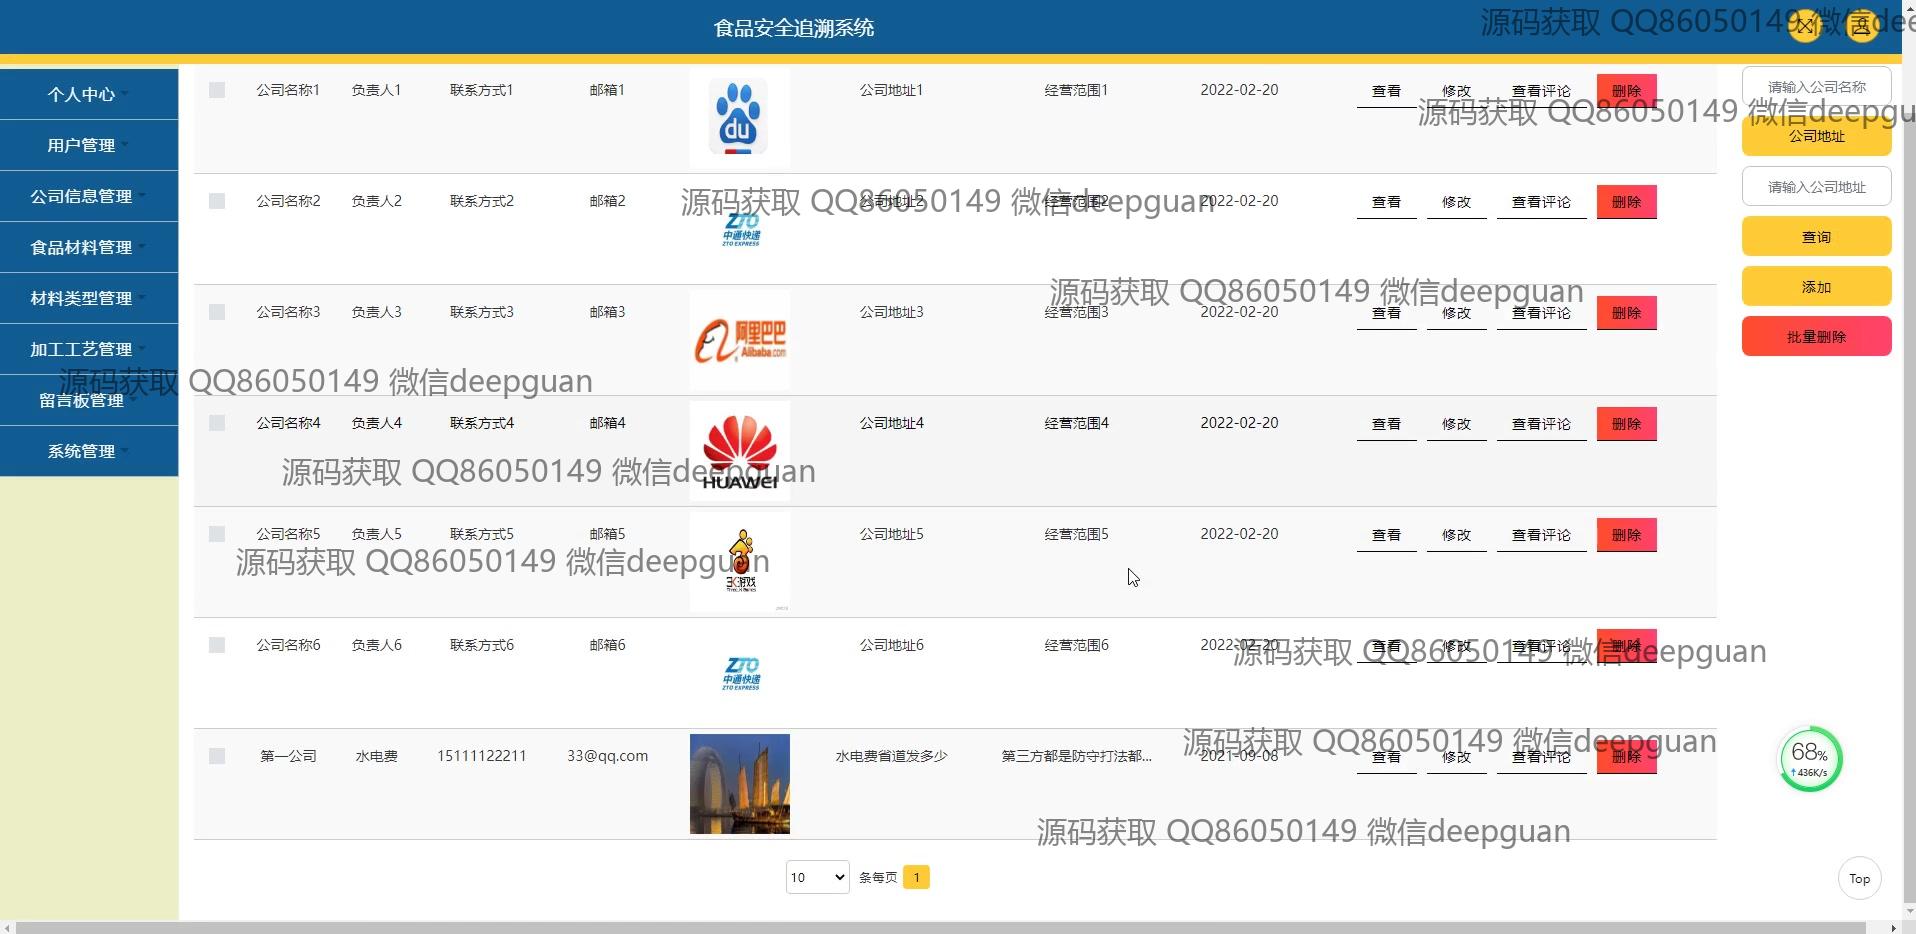 食品安全追溯系统
源码获取 QQ86050149 微信dee
个人中心
用户管理
公司信息管理
食品材料管理
材料类型管理
加工工艺管理
留言板管理
系统管理
公司名称1 负责人1 联系方式1 邮箱1 du 公司地址1 经营范围1 2022-02-20 查看 修改 查看评论 删除
请输入公司名称
源码获取 QQ86050149 微信deepgu
公司地址
公司名称2 负责人2 联系方式2 邮箱2 公司地址2 经营范围2 2022-02-20 查看 修改 查看评论 删除
请输入公司地址
源码获取 QQ86050149 微信deepguan
ZTO
中通快递
ZTO EXPRESS
查询
添加
源码获取 QQ86050149 微信deepguan
公司名称3 负责人3 联系方式3 邮箱3 公司地址3 经营范围3 2022-02-20 查看 修改 查看评论 删除
阿里巴巴
Alibaba.com
批量删除
源码获取 QQ86050149 微信deepguan
公司名称4 负责人4 联系方式4 邮箱4 公司地址4 经营范围4 2022-02-20 查看 修改 查看评论 删除
源码获取 QQ86050149 微信deepguan
HUAWEI
公司名称5 负责人5 联系方式5 邮箱5 公司地址5 经营范围5 2022-02-20 查看 修改 查看评论 删除
源码获取 QQ86050149 微信deepguan
3G游戏
公司名称6 负责人6 联系方式6 邮箱6 公司地址6 经营范围6 2022-02-20 查看 修改 查看评论 删除
源码获取 QQ86050149 微信deepguan
ZTO
中通快递
ZTO EXPRESS
源码获取 QQ86050149 微信deepguan
第一公司 水电费 15111122211 33@qq.com 水电费省道发多少 第三方都是防守打法都... 2021-09-08 查看 修改 查看评论 删除
68%
↑436K/s
源码获取 QQ86050149 微信deepguan
10 条每页 1
Top